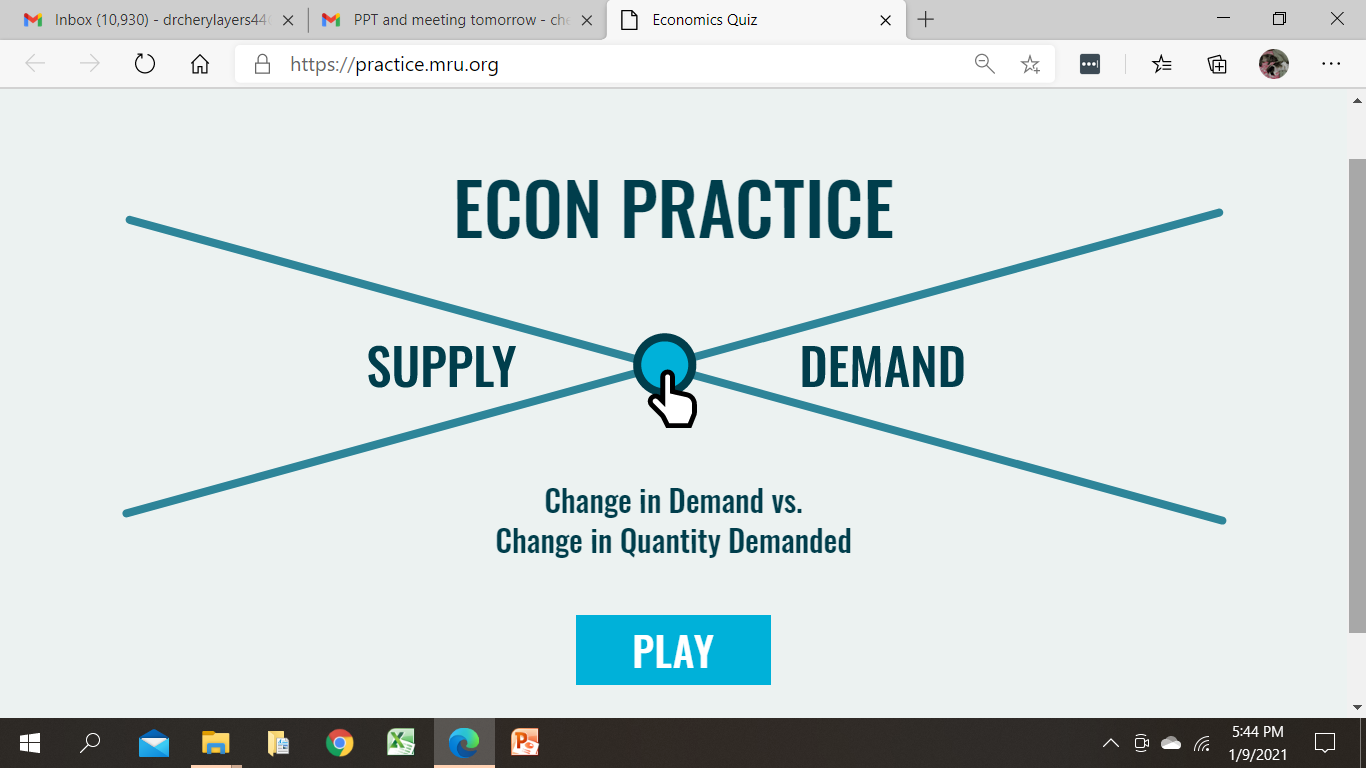 Inbox (10,930) - drcherylayers44
PPT and meeting tomorrow - che
Economics Quiz
https://practice.mru.org
ECON PRACTICE
SUPPLY
DEMAND
Change in Demand vs.
Change in Quantity Demanded
PLAY
5:44 PM
1/9/2021